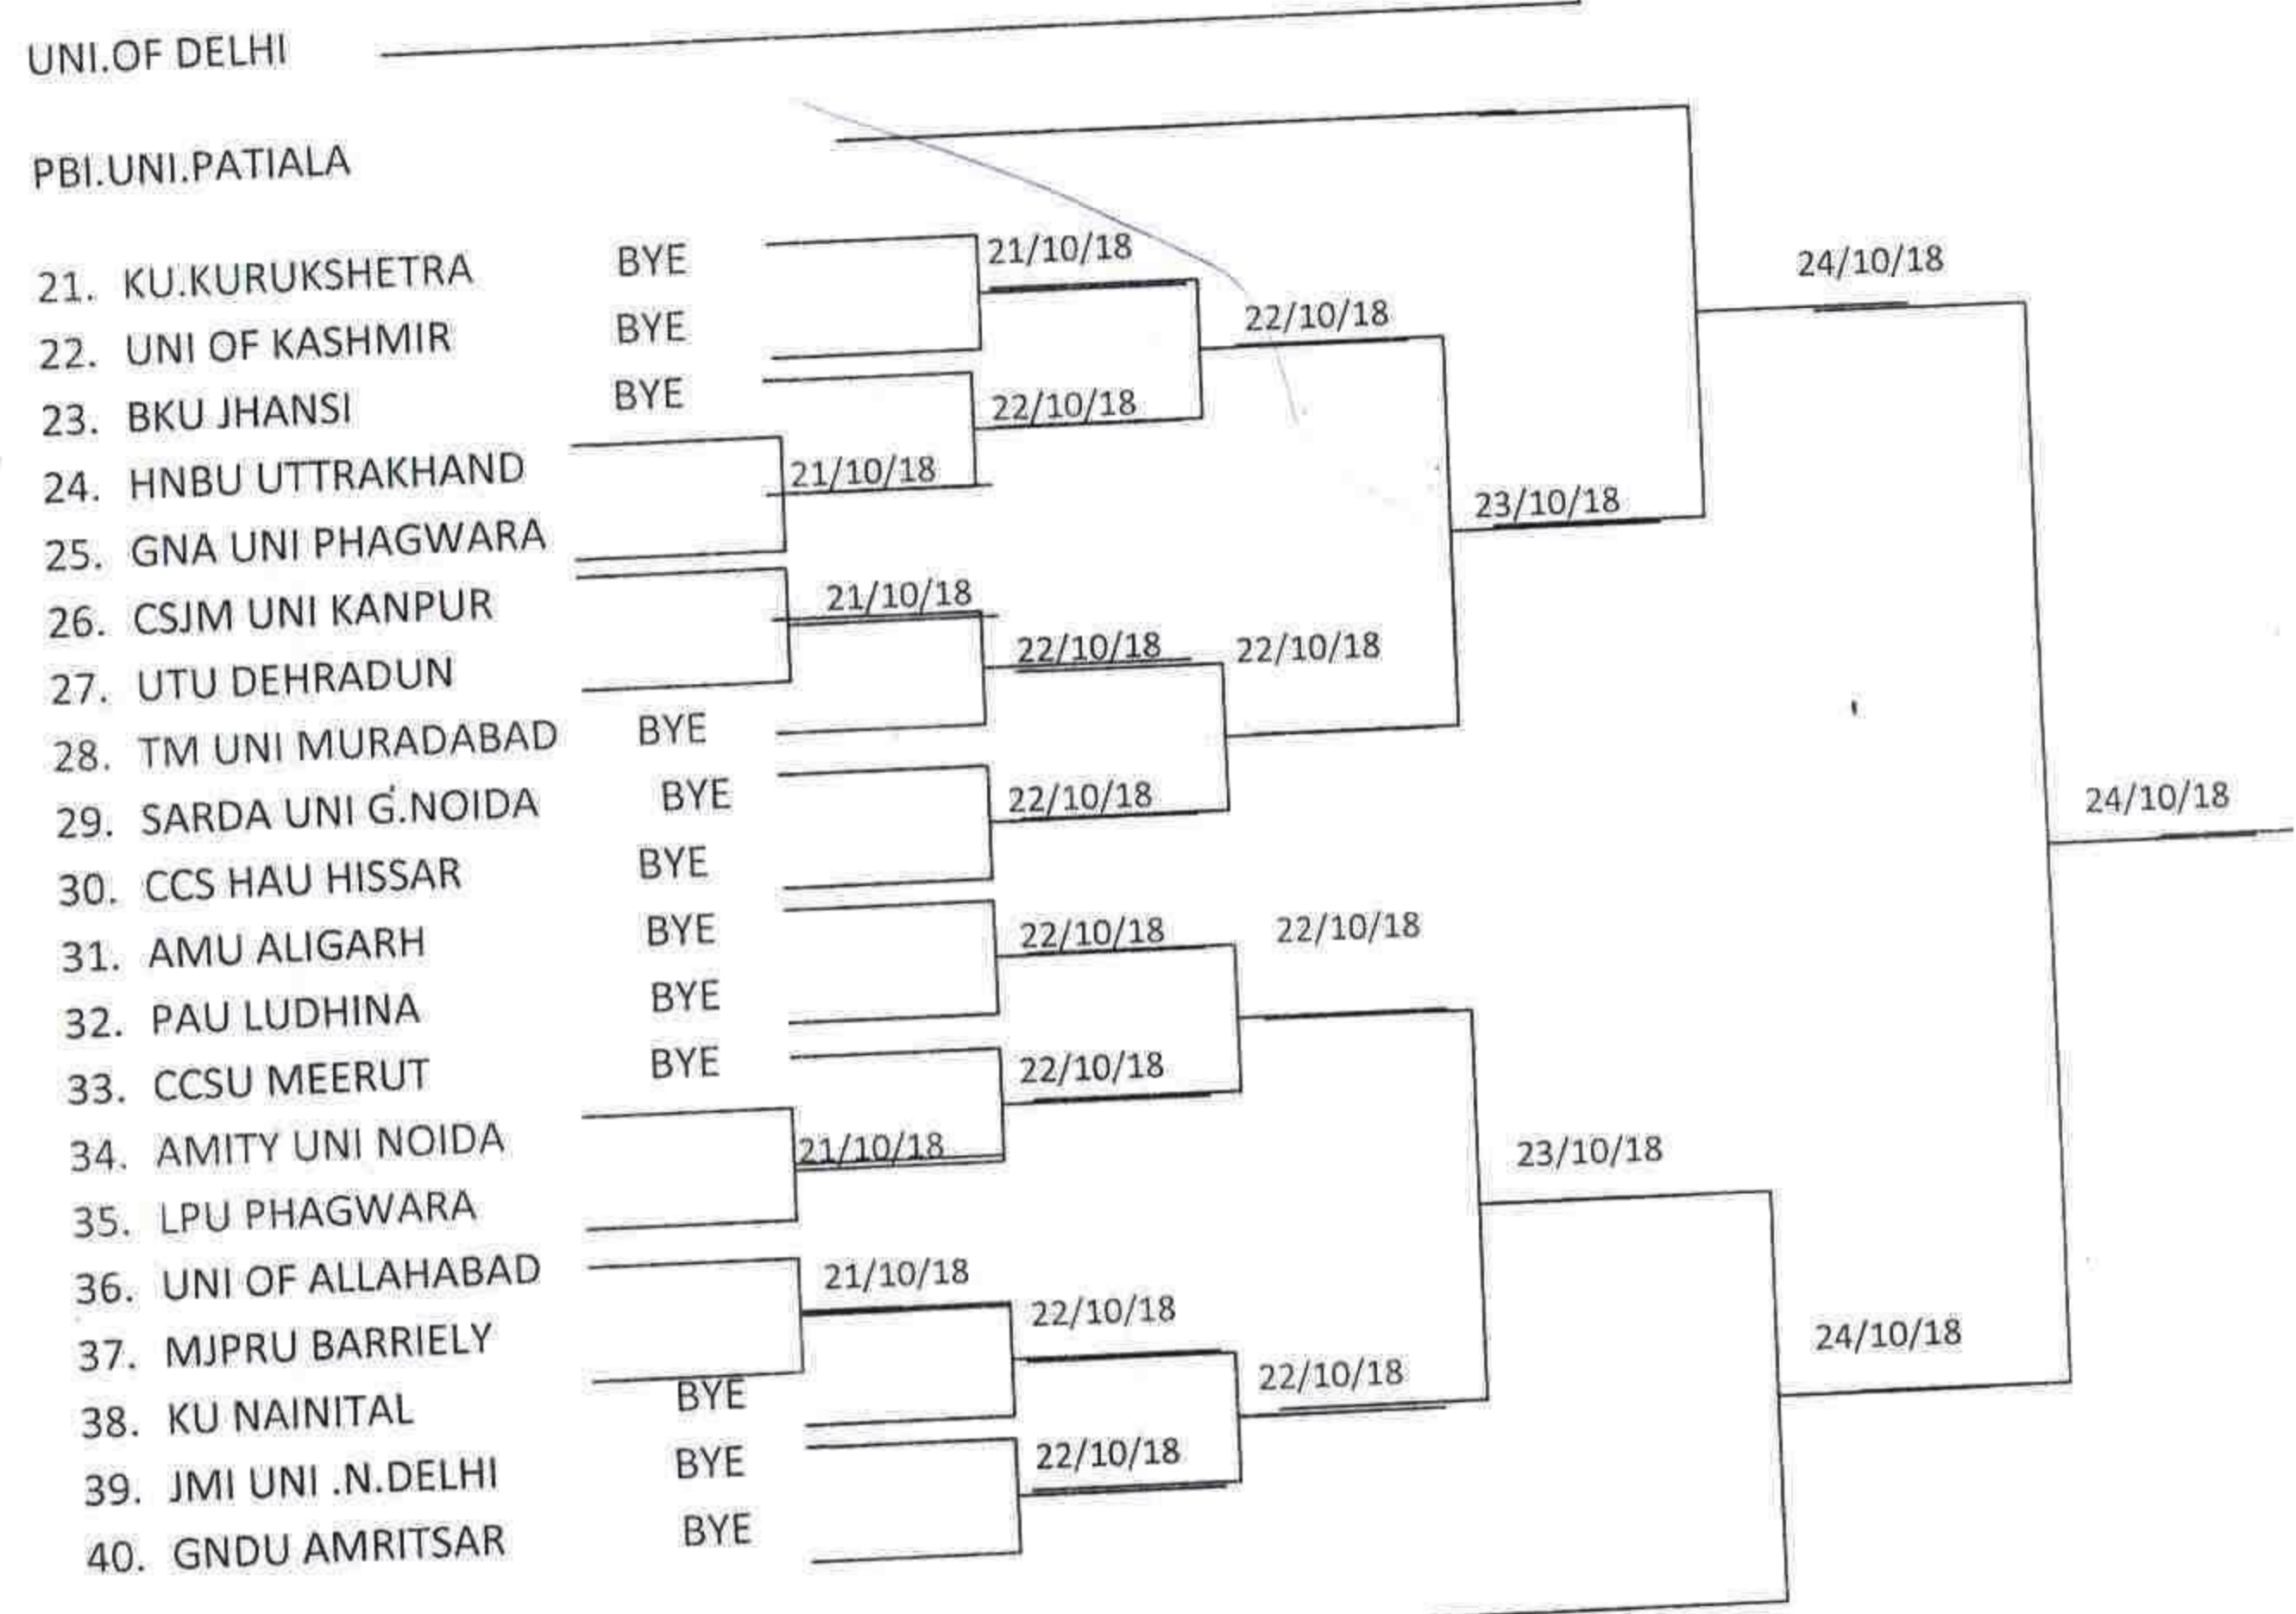 UNI.OF DELHI
PBI.UNI.PATIALA
21. KU.KURUKSHETRA BYE 21/10/18
24/10/18
22. UNI OF KASHMIR BYE 22/10/18
23. BKU JHANSI BYE 22/10/18
24. HNBU UTTRAKHAND 21/10/18
23/10/18
25. GNA UNI PHAGWARA
26. CSJM UNI KANPUR 21/10/18
27. UTU DEHRADUN 22/10/18 22/10/18
28. TM UNI MURADABAD BYE
29. SARDA UNI G.NOIDA BYE 22/10/18 24/10/18
30. CCS HAU HISSAR BYE
31. AMU ALIGARH BYE 22/10/18 22/10/18
32. PAU LUDHINA BYE
33. CCSU MEERUT BYE 22/10/18
34. AMITY UNI NOIDA 21/10/18 23/10/18
35. LPU PHAGWARA
36. UNI OF ALLAHABAD 21/10/18
37. MJPRU BARRIELY 22/10/18 24/10/18
38. KU NAINITAL BYE 22/10/18
39. JMI UNI .N.DELHI BYE 22/10/18
40. GNDU AMRITSAR BYE